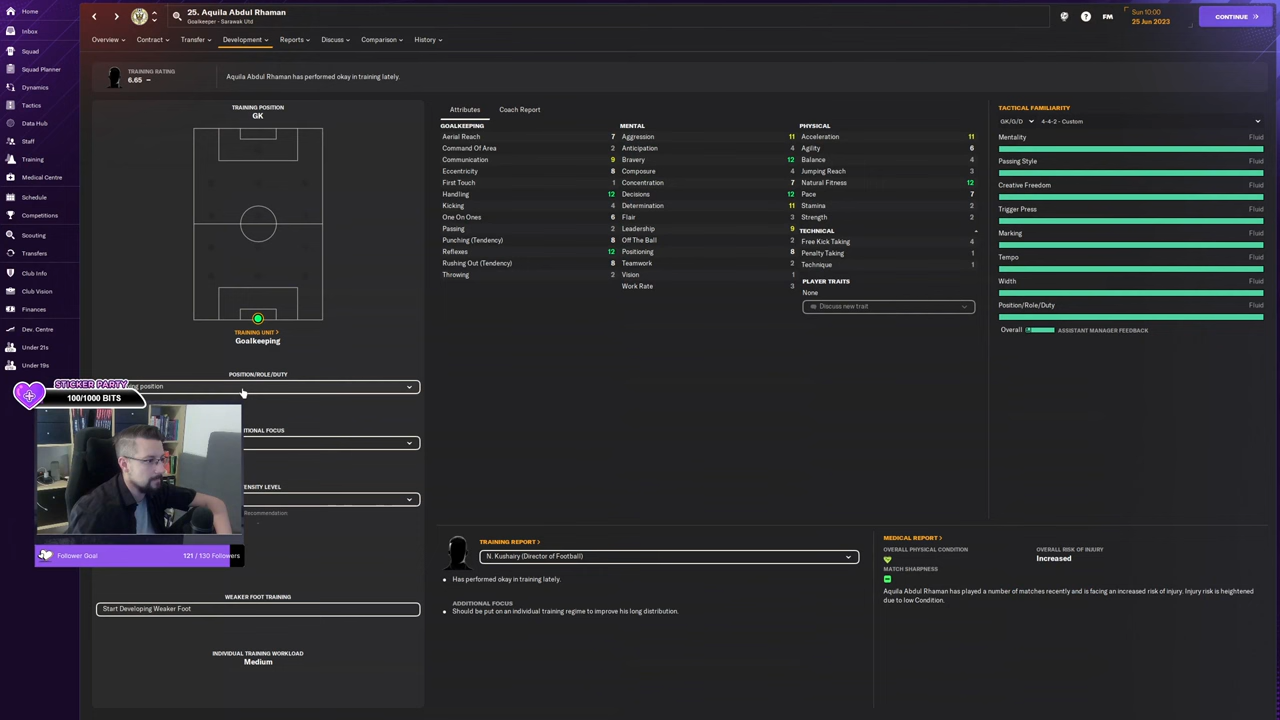 Home
Inbox
Squad
Squad Planner
Dynamics
Tactics
Data Hub
Staff
Training
Medical Centre
Schedule
Competitions
Scouting
Transfers
Club Info
Club Vision
Finances
Dev. Centre
Under 21s
Under 19s
25. Aquila Abdul Rhaman
Goalkeeper - Sarawak Utd
FM
Sun 10:00
25 Jun 2023
CONTINUE
Overview
Contract
Transfer
Development
Reports
Discuss
Comparison
History
TRAINING RATING
6.65 –
Aquila Abdul Rhaman has performed okay in training lately.
TRAINING POSITION
GK
TRAINING UNIT >
Goalkeeping
POSITION/ROLE/DUTY
position
ITIONAL FOCUS
ENSITY LEVEL
Recommendation:
WEAKER FOOT TRAINING
Start Developing Weaker Foot
INDIVIDUAL TRAINING WORKLOAD
Medium
STICKER PARTY
100/1000 BITS
Follower Goal 121 / 130 Followers
Attributes Coach Report
GOALKEEPING
Aerial Reach 7
Command Of Area 2
Communication 9
Eccentricity 8
First Touch 1
Handling 12
Kicking 4
One On Ones 6
Passing 2
Punching (Tendency) 8
Reflexes 12
Rushing Out (Tendency) 8
Throwing 2
MENTAL
Aggression 11
Anticipation 4
Bravery 12
Composure 4
Concentration 7
Decisions 12
Determination 11
Flair 3
Leadership 9
Off The Ball 2
Positioning 8
Teamwork 2
Vision 1
Work Rate 3
PHYSICAL
Acceleration 11
Agility 6
Balance 4
Jumping Reach 3
Natural Fitness 12
Pace 7
Stamina 2
Strength 2
TECHNICAL
Free Kick Taking 4
Penalty Taking 1
Technique 1
PLAYER TRAITS
None
Discuss new trait
TACTICAL FAMILIARITY
GK/G/D 4-4-2 - Custom
Mentality Fluid
Passing Style Fluid
Creative Freedom Fluid
Trigger Press Fluid
Marking Fluid
Tempo Fluid
Width Fluid
Position/Role/Duty Fluid
Overall ASSISTANT MANAGER FEEDBACK
TRAINING REPORT >
N. Kushairy (Director of Football)
Has performed okay in training lately.
ADDITIONAL FOCUS
Should be put on an individual training regime to improve his long distribution.
MEDICAL REPORT >
OVERALL PHYSICAL CONDITION
MATCH SHARPNESS
OVERALL RISK OF INJURY
Increased
Aquila Abdul Rhaman has played a number of matches recently and is facing an increased risk of injury. Injury risk is heightened
due to low Condition.